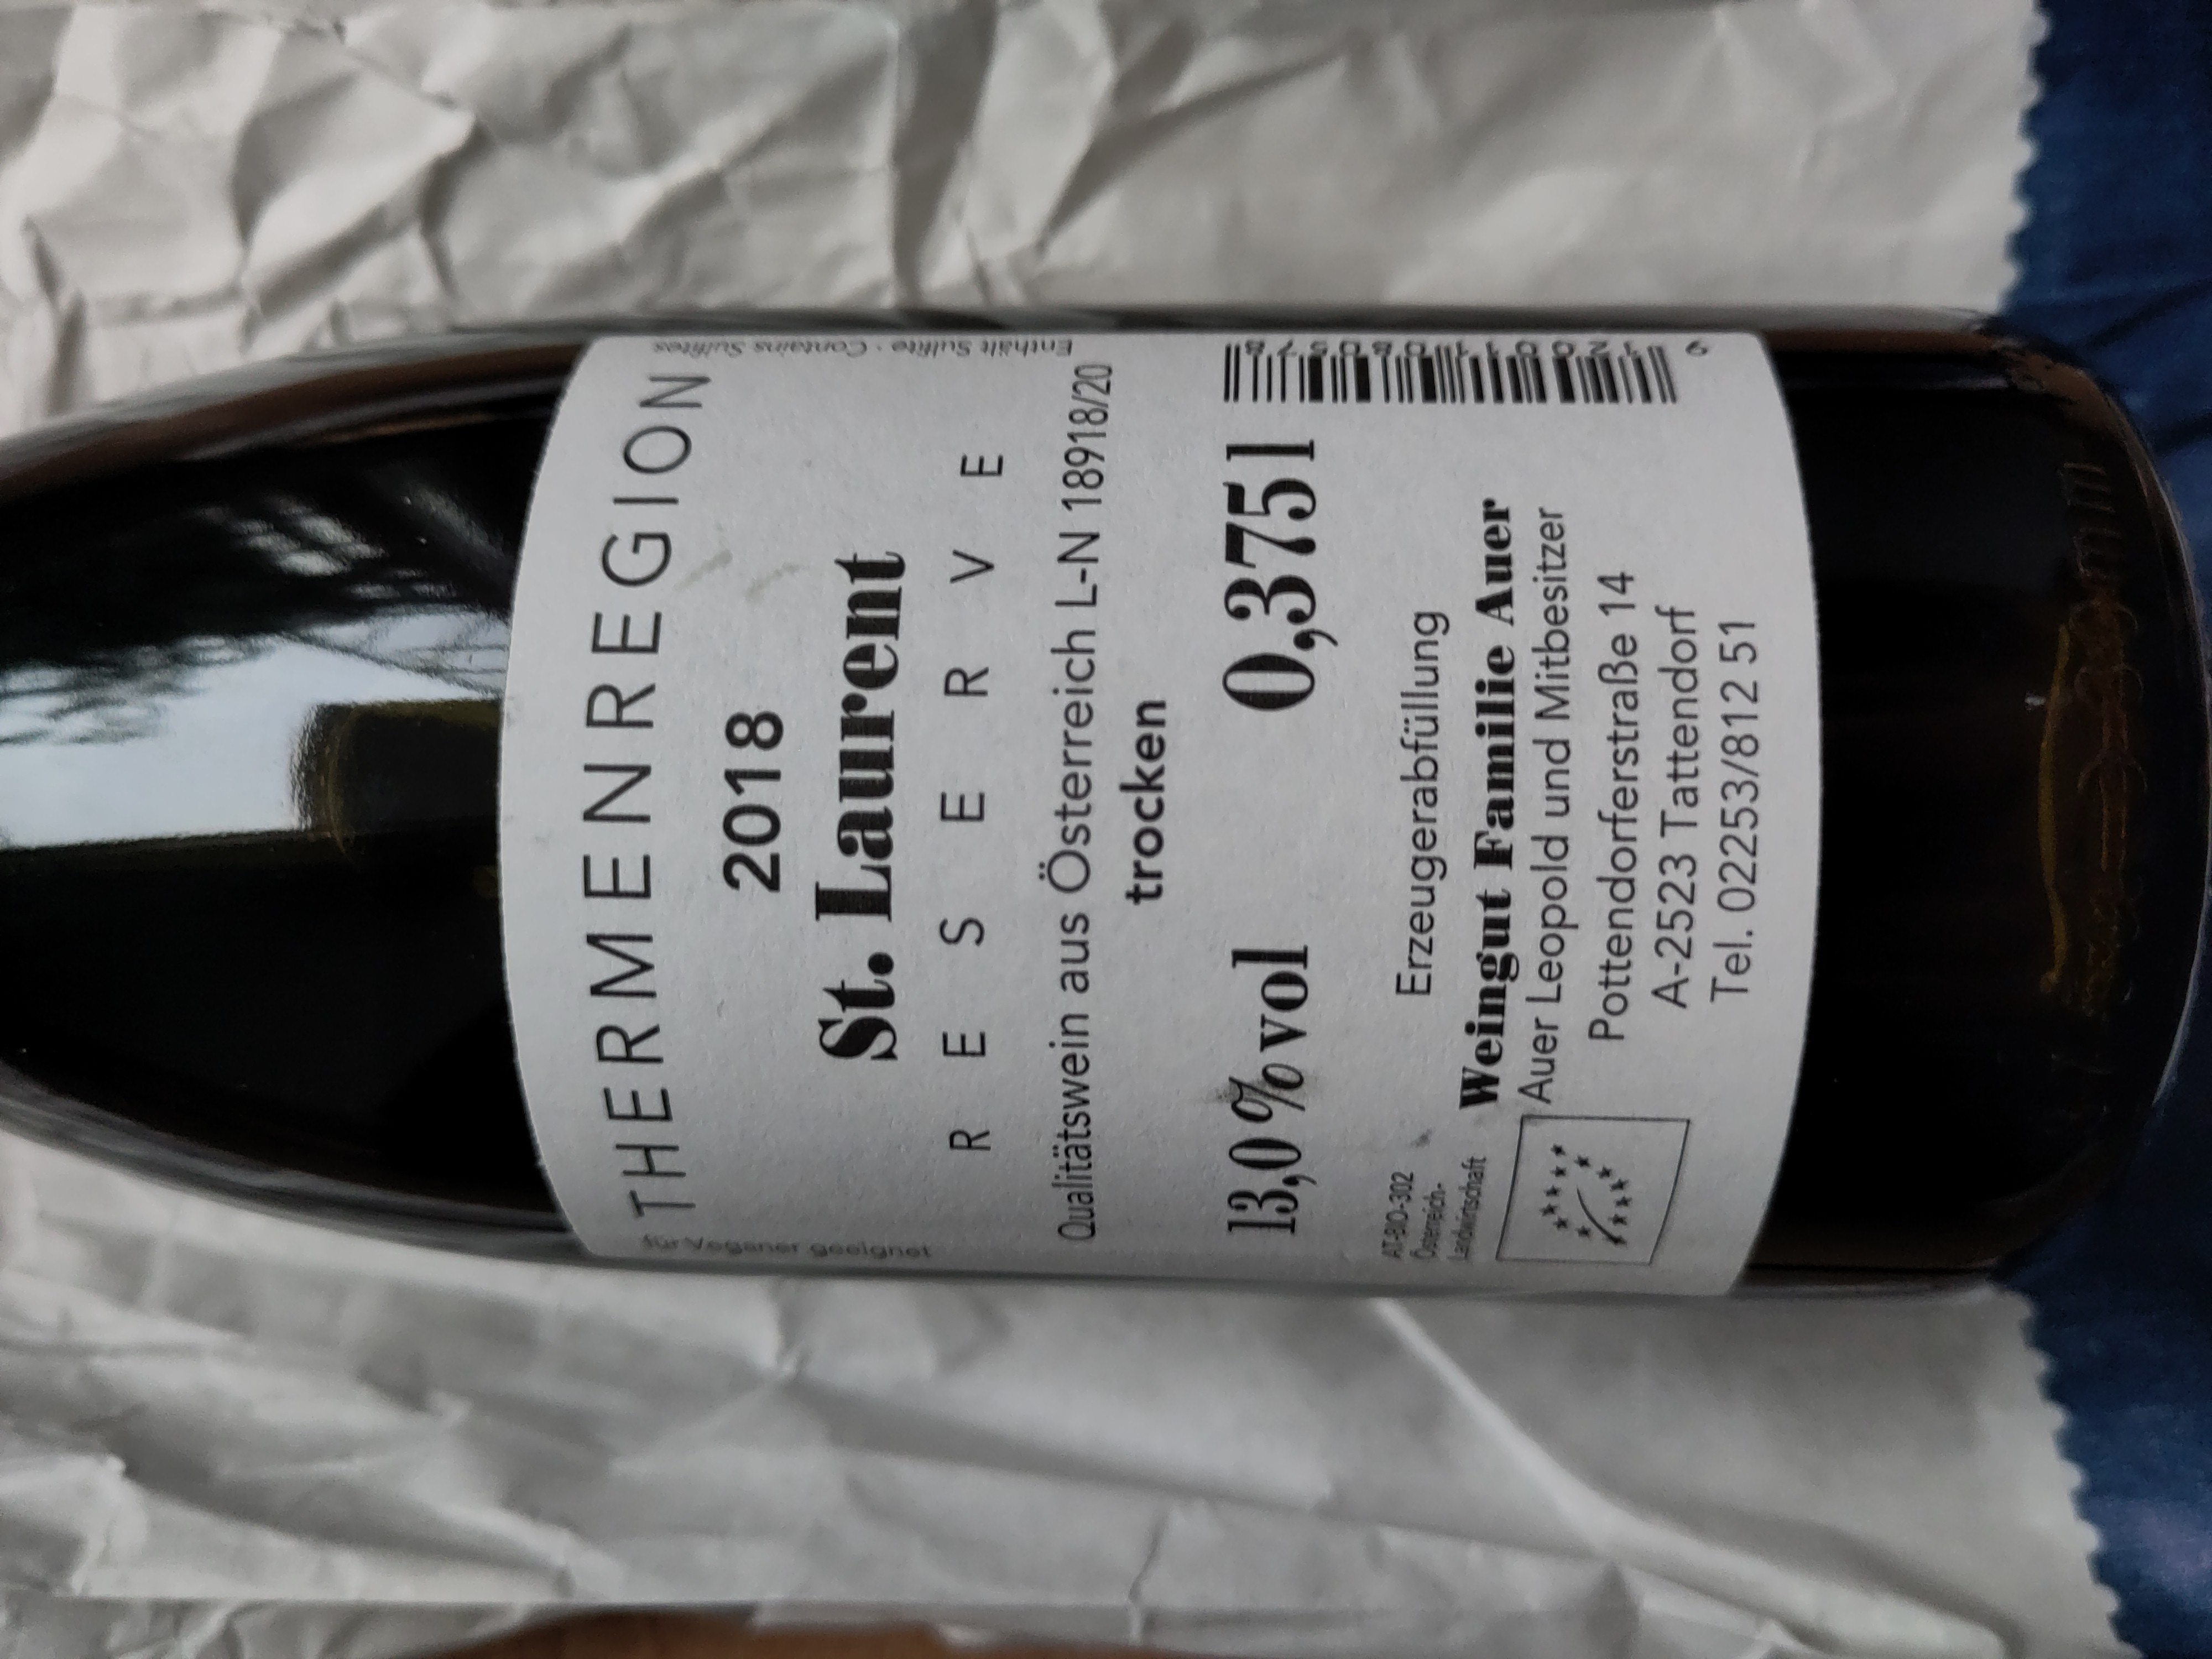 THERMENREGION
2018
St. Laurent
RESERVE
Qualitätswein aus Österreich L-N 18918/20
trocken
13,0%vol 0,375 l
Erzeugerabfüllung
Weingut Familie Auer
Auer Leopold und Mitbesitzer
Pottendorferstraße 14
A-2523 Tattendorf
Tel. 02253/812 51
AT-BIO-302
Österreich-
Landwirtschaft
für Veganer geeignet
Enthält Sulfite · Contains Sulfites